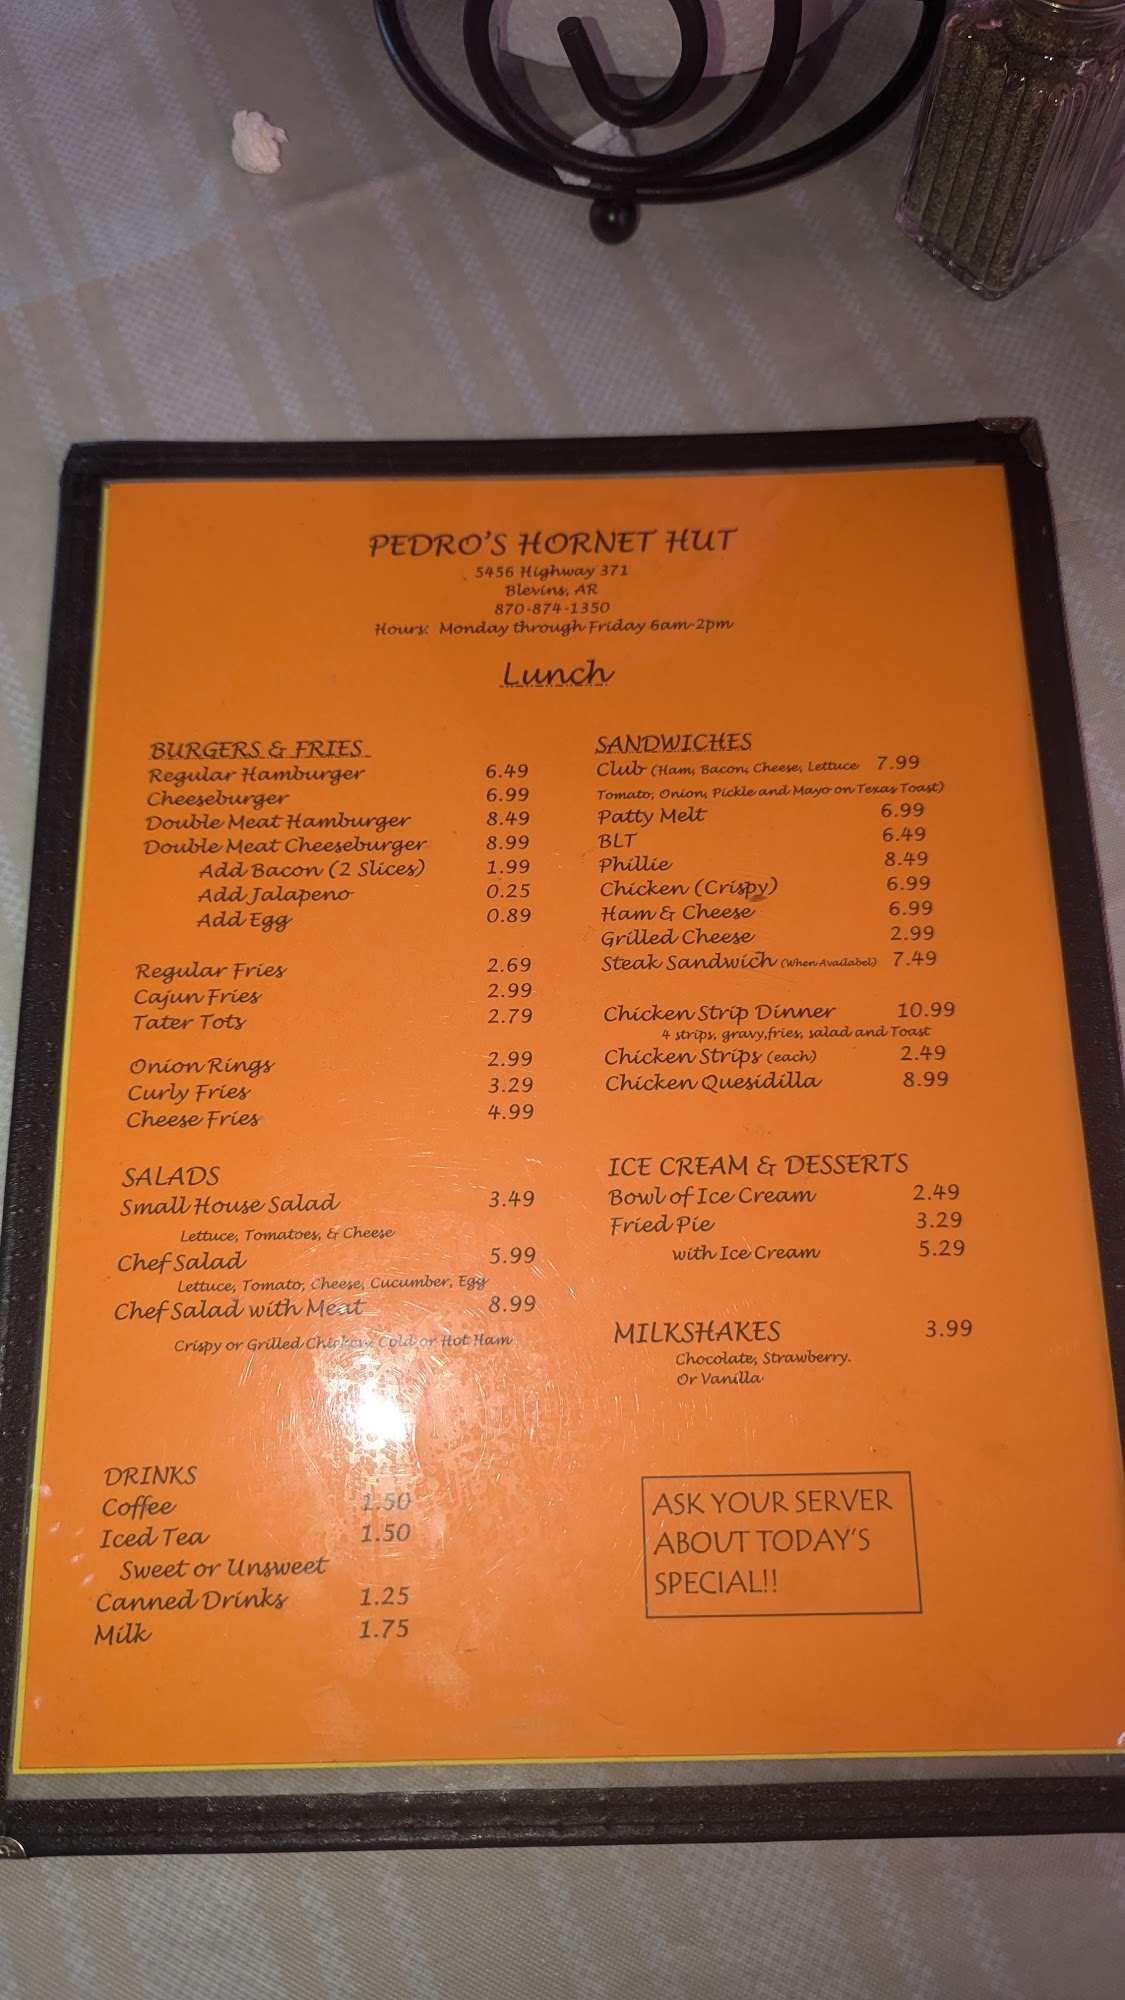 PEDRO'S HORNET HUT
5456 Highway 371
Blevins, AR
870-874-1350
Hours: Monday through Friday 6am-2pm
Lunch
BURGERS & FRIES
Regular Hamburger 6.49
Cheeseburger 6.99
Double Meat Hamburger 8.49
Double Meat Cheeseburger 8.99
Add Bacon (2 Slices) 1.99
Add Jalapeno 0.25
Add Egg 0.89
Regular Fries 2.69
Cajun Fries 2.99
Tater Tots 2.79
Onion Rings 2.99
Curly Fries 3.29
Cheese Fries 4.99
SALADS
Small House Salad 3.49
Lettuce, Tomatoes, & Cheese
Chef Salad 5.99
Lettuce, Tomato, Cheese, Cucumber, Egg
Chef Salad with Meat 8.99
Crispy or Grilled Chicken, Cold or Hot Ham
DRINKS
Coffee 1.50
Iced Tea 1.50
Sweet or Unsweet
Canned Drinks 1.25
Milk 1.75
SANDWICHES
Club (Ham, Bacon, Cheese, Lettuce 7.99
Tomato, Onion, Pickle and Mayo on Texas Toast)
Patty Melt 6.99
BLT 6.49
Phillie 8.49
Chicken (Crispy) 6.99
Ham & Cheese 6.99
Grilled Cheese 2.99
Steak Sandwich (When Availabel) 7.49
Chicken Strip Dinner 10.99
4 strips, gravy,fries, salad and Toast
Chicken Strips (each) 2.49
Chicken Quesidilla 8.99
ICE CREAM & DESSERTS
Bowl of Ice Cream 2.49
Fried Pie 3.29
with Ice Cream 5.29
MILKSHAKES 3.99
Chocolate, Strawberry.
Or Vanilla
ASK YOUR SERVER
ABOUT TODAY'S
SPECIAL!!